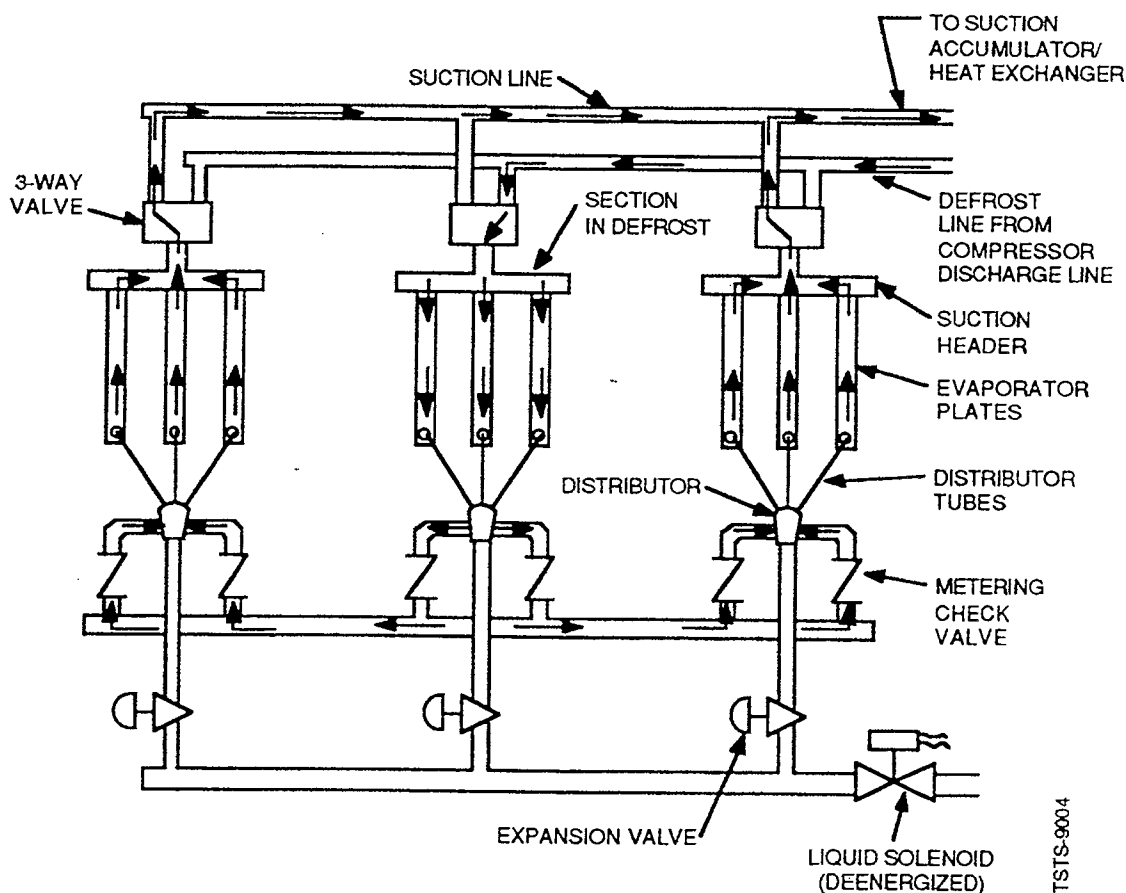 TO SUCTION
ACCUMULATOR/
HEAT EXCHANGER
SUCTION LINE
3-WAY
VALVE
SECTION
IN DEFROST
DEFROST
LINE FROM
COMPRESSOR
DISCHARGE LINE
SUCTION
HEADER
EVAPORATOR
PLATES
DISTRIBUTOR
DISTRIBUTOR
TUBES
METERING
CHECK
VALVE
EXPANSION VALVE
LIQUID SOLENOID
(DEENERGIZED)
TSTS-9004